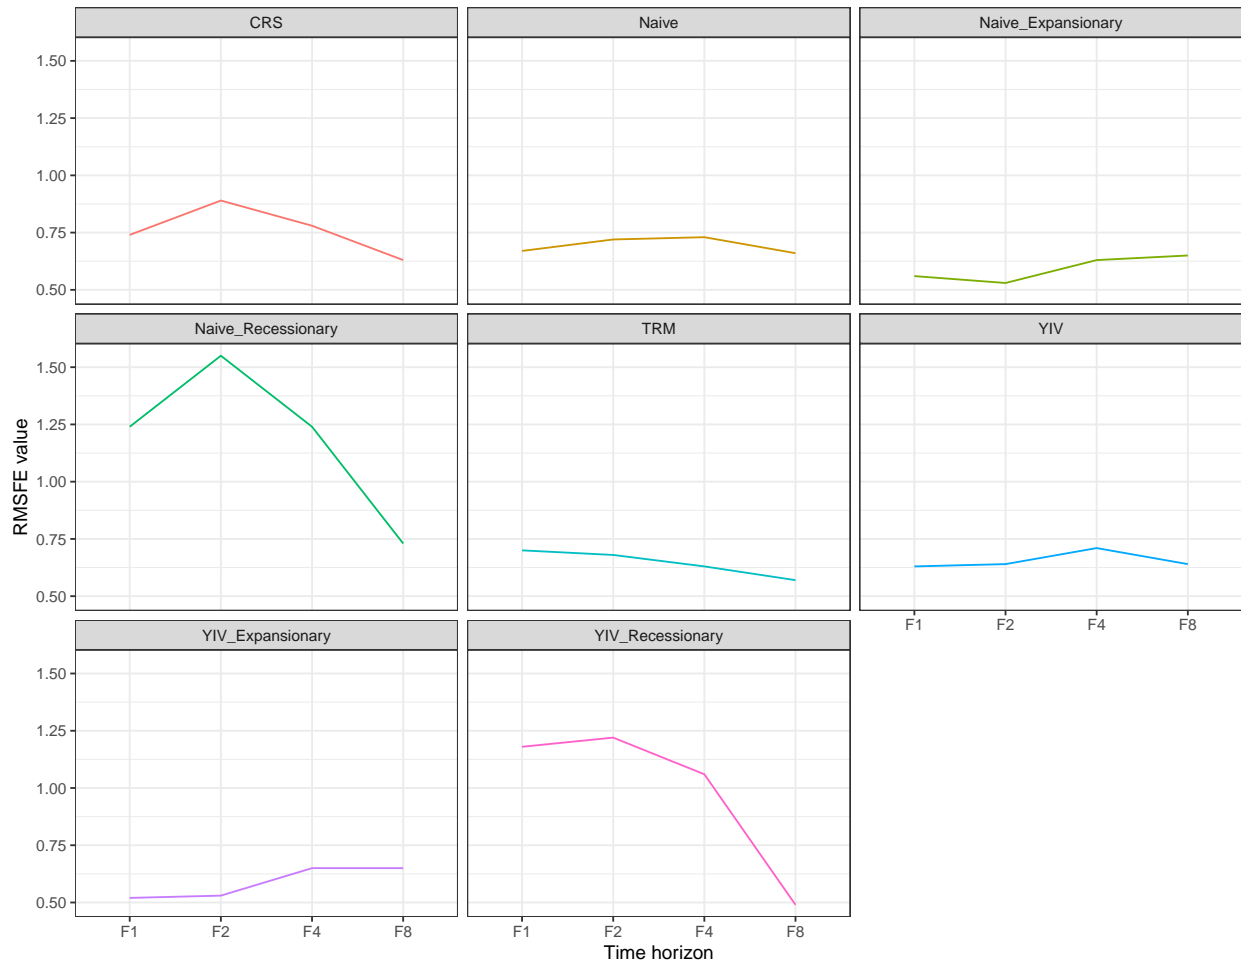 CRS
Naive
Naive_Expansionary
1.50
1.25
1.00
0.75
0.50
Naive_Recessionary
TRM
YIV
1.50
1.25
1.00
0.75
0.50
F1 F2 F4 F8
YIV_Expansionary
YIV_Recessionary
1.50
1.25
1.00
0.75
0.50
F1 F2 F4 F8
F1 F2 F4 F8
Time horizon
RMSFE value